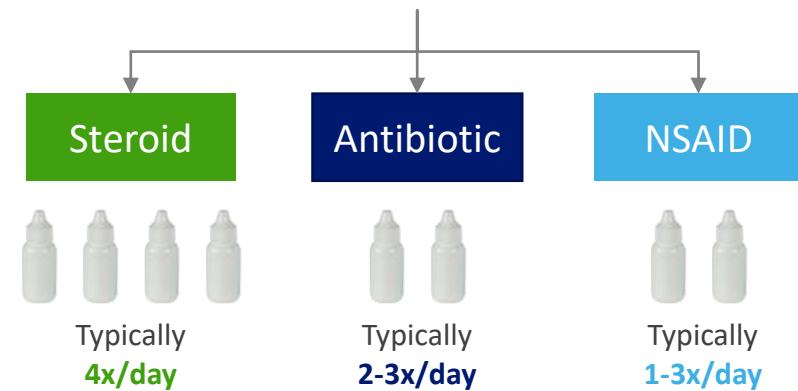 Steroid
Antibiotic
NSAID
Typically
4x/day
Typically
2-3x/day
Typically
1-3x/day